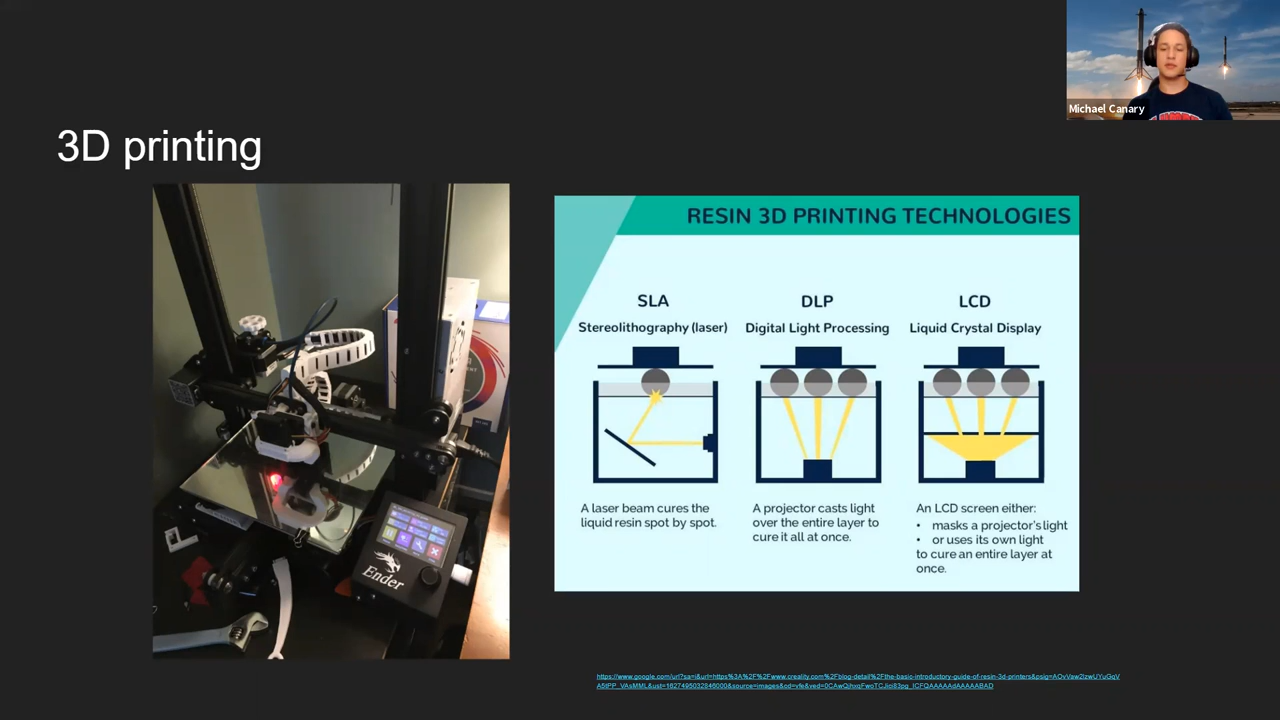 Michael Canary
3D printing
Ender
RESIN 3D PRINTING TECHNOLOGIES
SLA
Stereolithography (laser)
A laser beam cures the
liquid resin spot by spot.
DLP
Digital Light Processing
A projector casts light
over the entire layer to
cure it all at once.
LCD
Liquid Crystal Display
An LCD screen either:
• masks a projector's light
• or uses its own light
to cure an entire layer at
once.